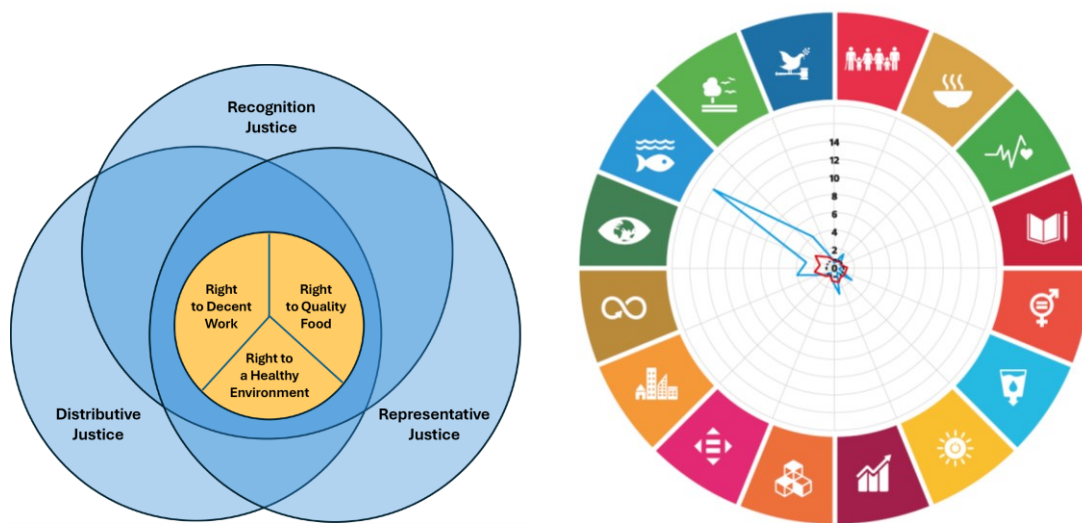 Recognition
Justice
Right
to Decent
Work
Right
to Quality
Food
Right to
a Healthy
Environment
Distributive
Justice
Representative
Justice
14
12
10
8
6
4
2
0